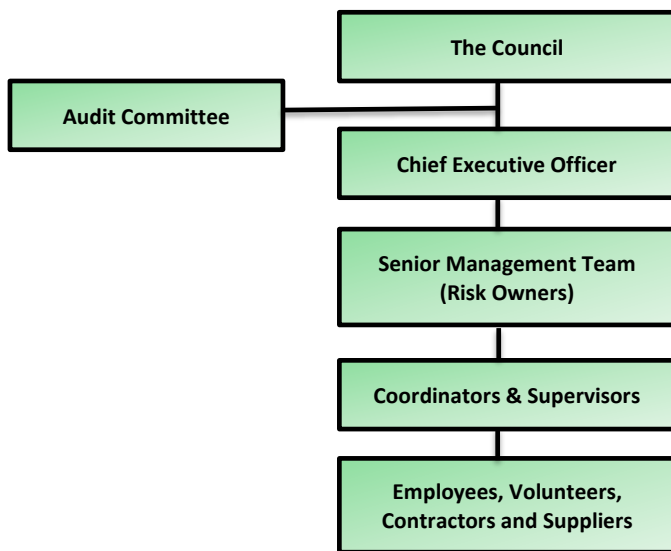 The Council
Audit Committee
Chief Executive Officer
Senior Management Team
(Risk Owners)
Coordinators & Supervisors
Employees, Volunteers,
Contractors and Suppliers